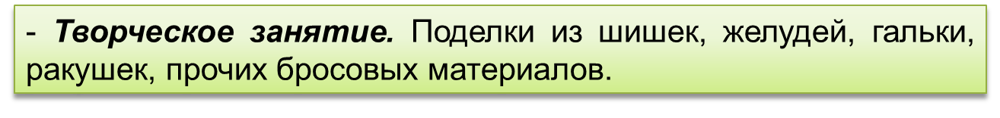 - Творческое занятие. Поделки из шишек, желудей, гальки,
ракушек, прочих бросовых материалов.